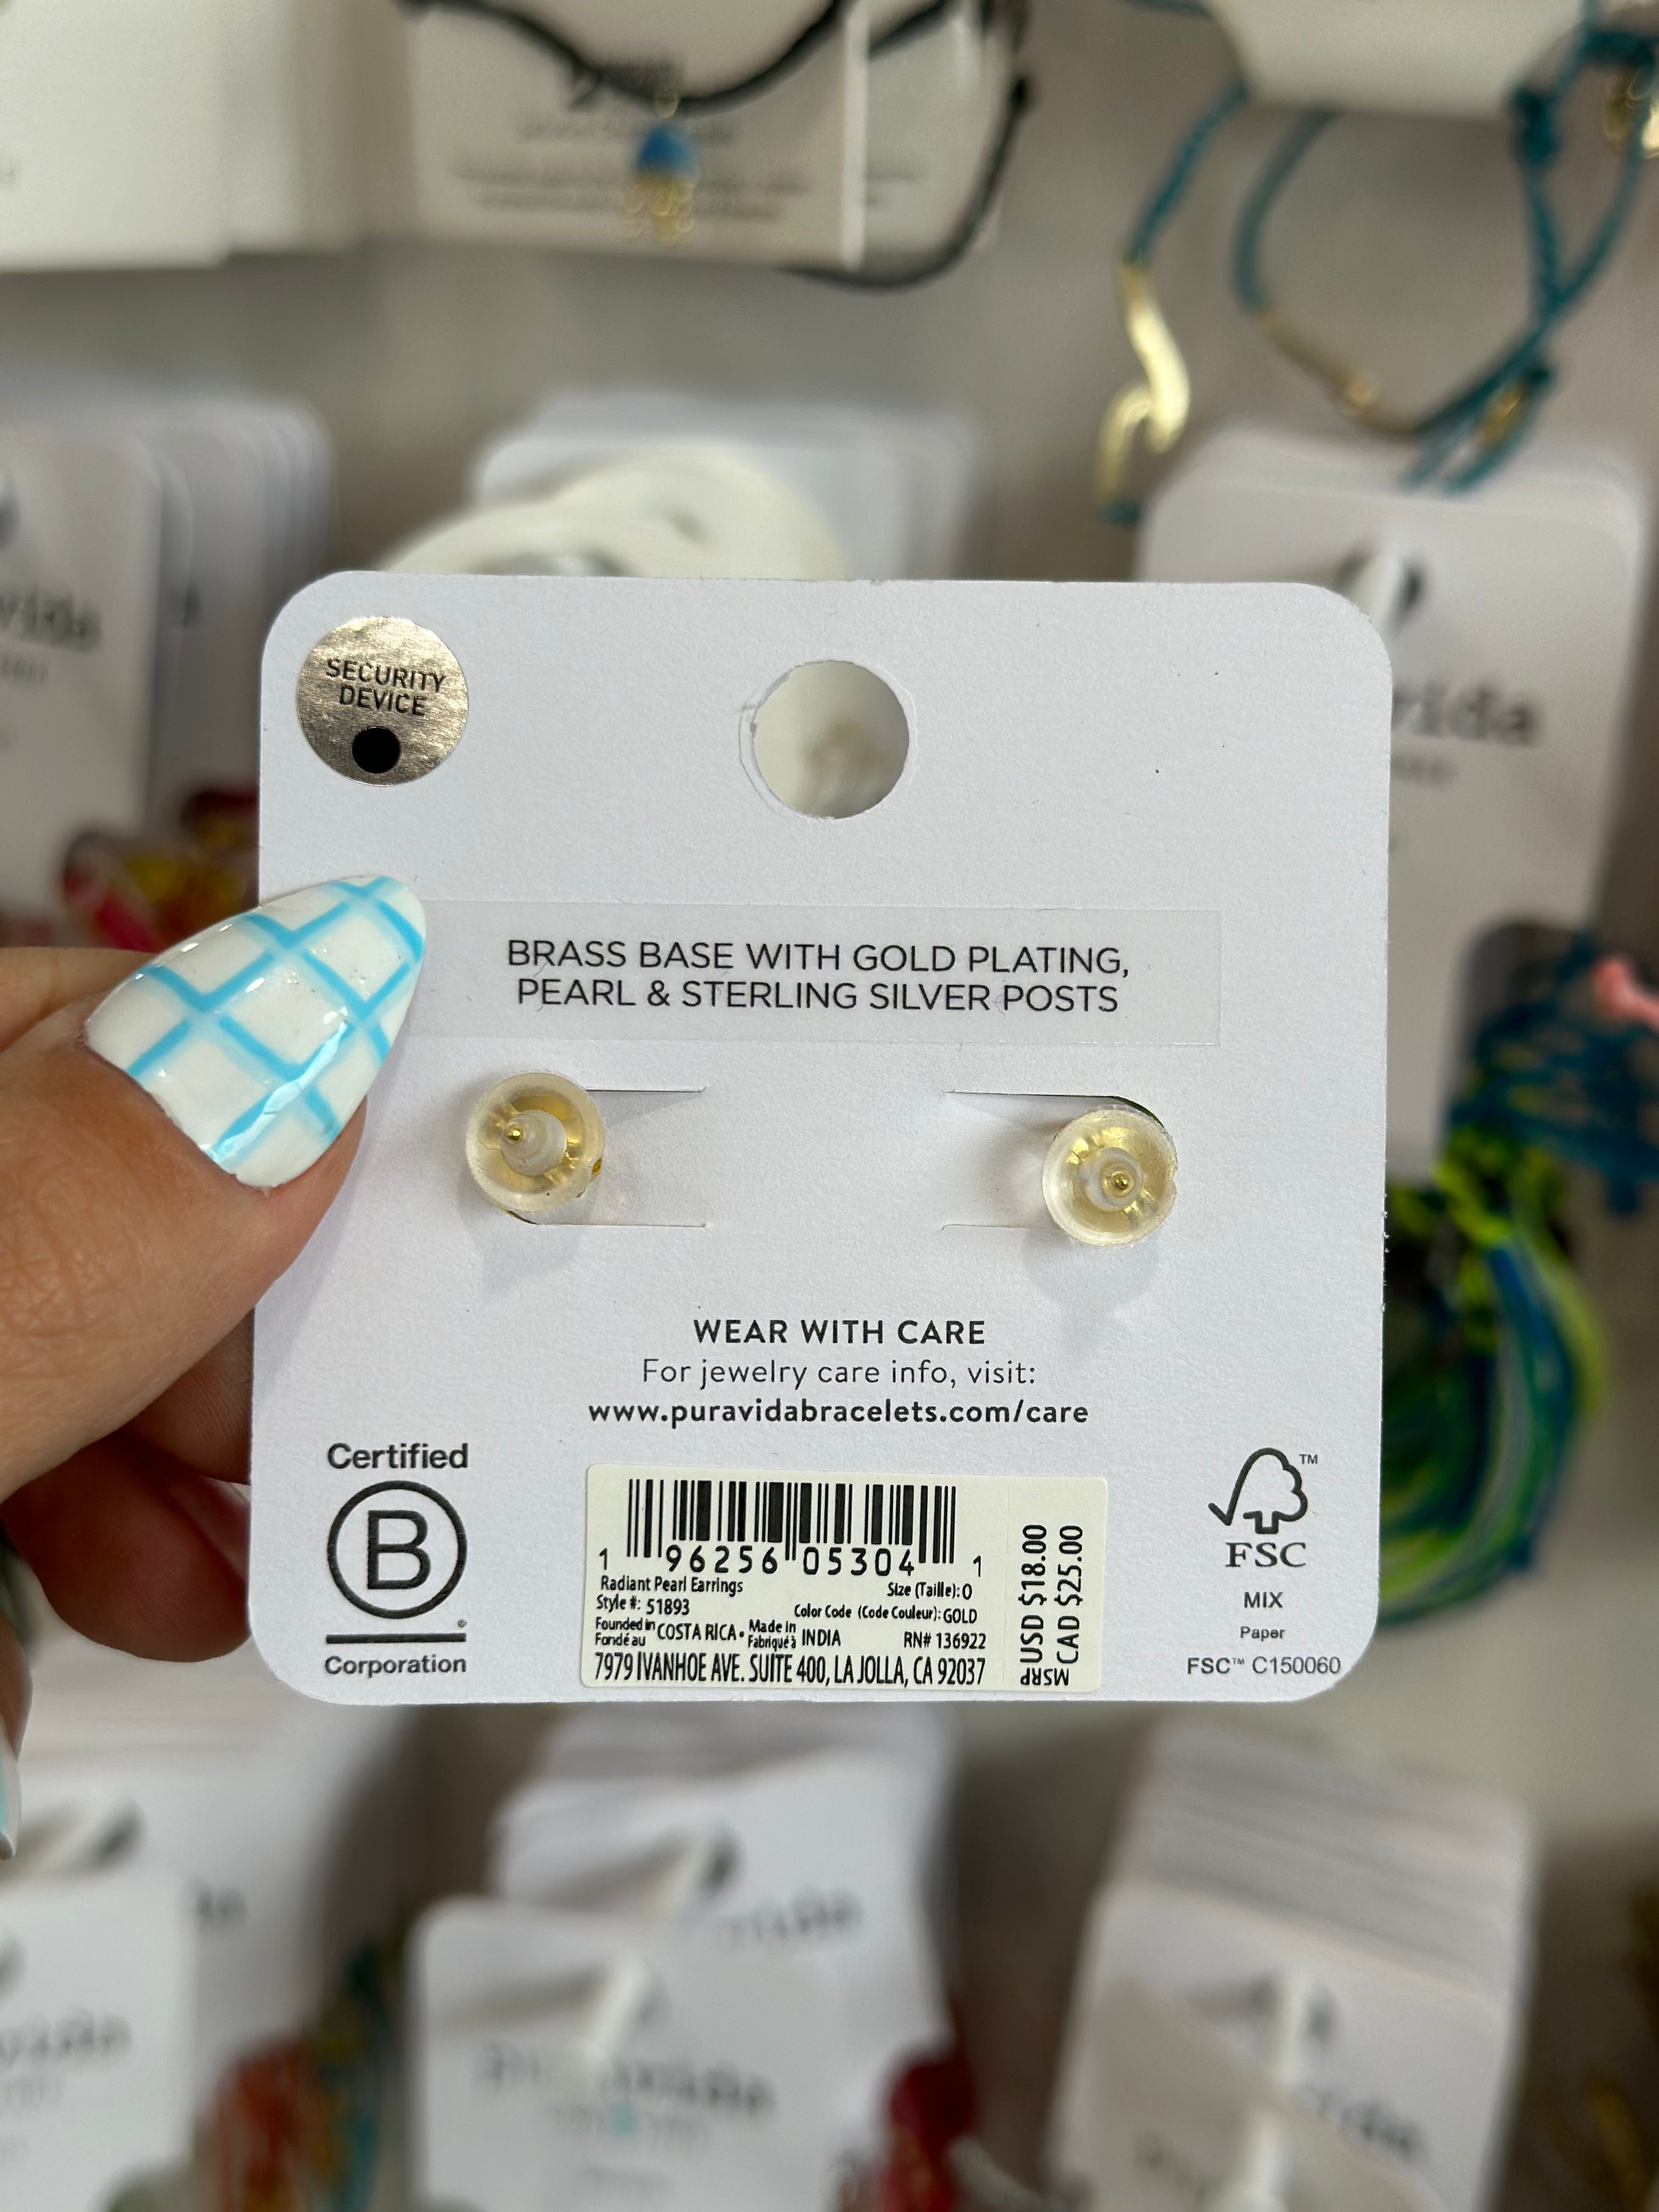 vida
vida
SECURITY
DEVICE
BRASS BASE WITH GOLD PLATING,
PEARL & STERLING SILVER POSTS
WEAR WITH CARE
For jewelry care info, visit:
www.puravidabracelets.com/care
Certified
B
®
Corporation
1 96256 05304 1
Radiant Pearl Earrings Size (Taille): O
Style #: 51893 Color Code (Code Couleur): GOLD
Founded in Fondé au COSTA RICA • Made in Fabriqué à INDIA RN# 136922
7979 IVANHOE AVE. SUITE 400, LA JOLLA, CA 92037
MSRP USD $18.00
CAD $25.00
TM
FSC
MIX
Paper
FSC™ C150060